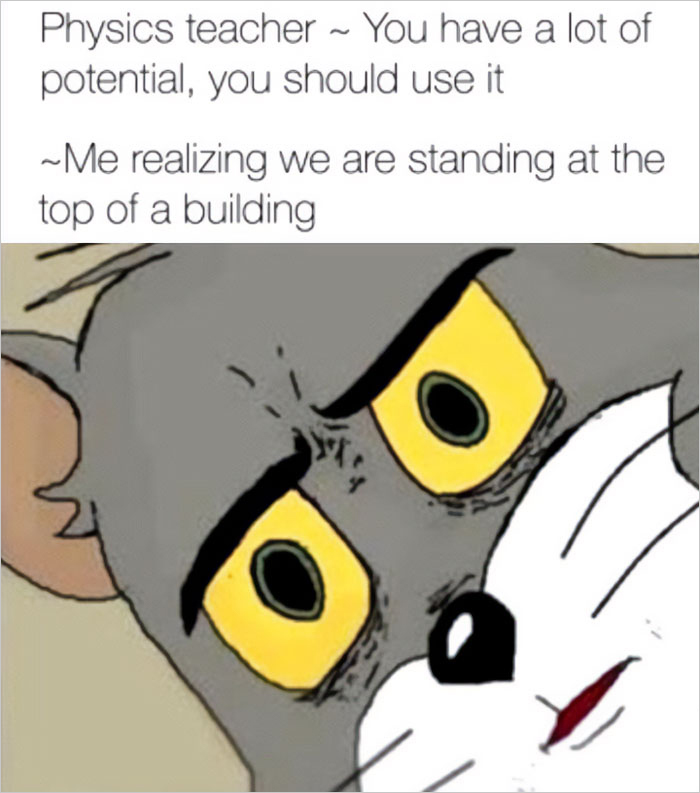 Physics teacher ~ You have a lot of
potential, you should use it
~Me realizing we are standing at the
top of a building